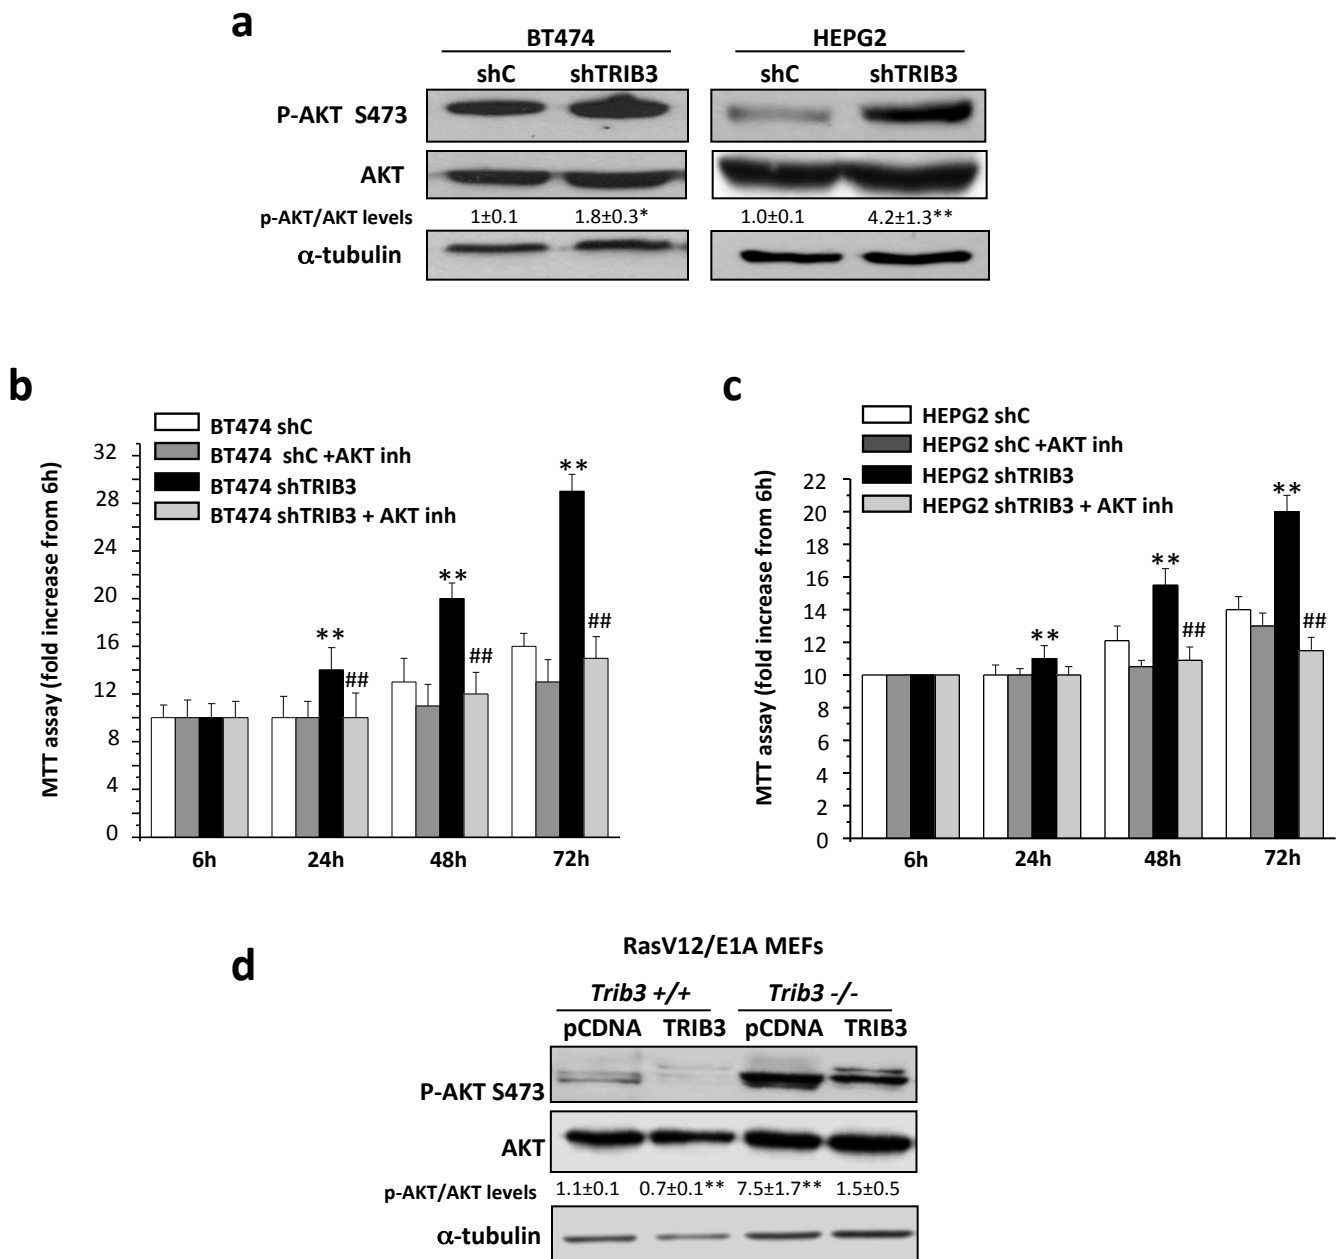 a
BT474
HEPG2
shC shTRIB3
shC shTRIB3
P-AKT S473
AKT
p-AKT/AKT levels
1±0.1 1.8±0.3*
1.0±0.1 4.2±1.3**
α-tubulin
b
BT474 shC
BT474 shC +AKT inh
BT474 shTRIB3
BT474 shTRIB3 + AKT inh
MTT assay (fold increase from 6h)
32
28
24
20
16
12
8
4
0
**
##
**
##
**
##
6h 24h 48h 72h
c
HEPG2 shC
HEPG2 shC +AKT inh
HEPG2 shTRIB3
HEPG2 shTRIB3 + AKT inh
MTT assay (fold increase from 6h)
22
20
18
16
14
12
10
8
6
4
2
0
**
**
##
**
##
6h 24h 48h 72h
d
RasV12/E1A MEFs
Trib3 +/+ Trib3 -/-
pCDNA TRIB3 pCDNA TRIB3
P-AKT S473
AKT
p-AKT/AKT levels 1.1±0.1 0.7±0.1** 7.5±1.7** 1.5±0.5
α-tubulin